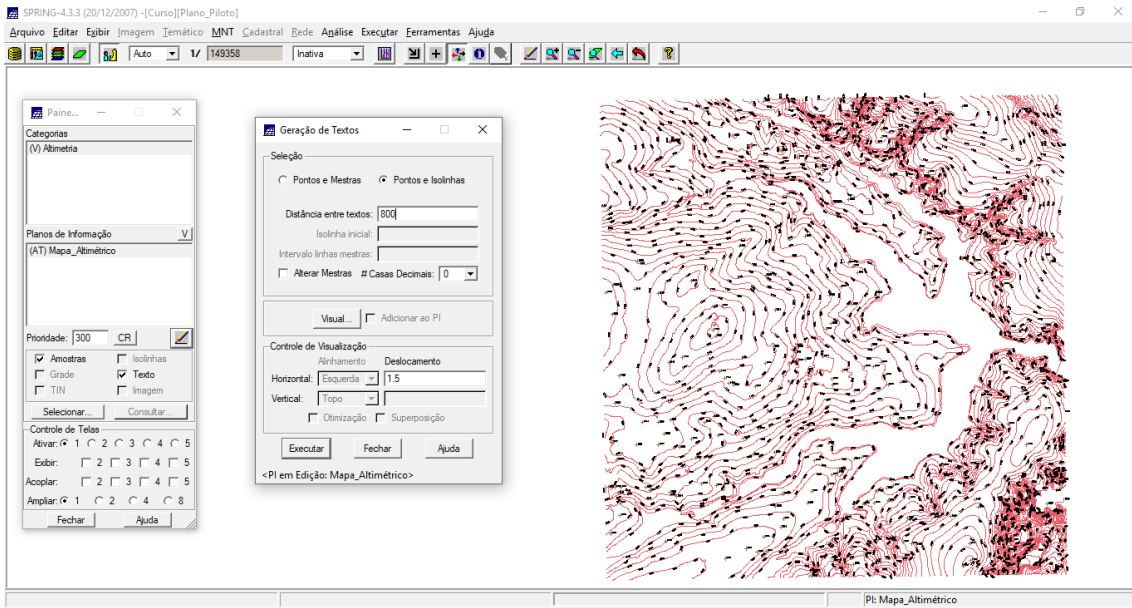 SPRING-4.3.3 (20/12/2007) -[Curso][Plano_Piloto]
Arquivo Editar Exibir Imagem Temático MNT Cadastral Rede Análise Executar Ferramentas Ajuda
Auto 1/ 149358 Inativa
Paine...
Categorias
(V) Altimetria
Planos de Informação V
(AT) Mapa_Altimétrico
Prioridade: 300 CR
Amostras Isolinhas
Grade Texto
TIN Imagem
Selecionar... Consultar...
Controle de Telas
Ativar: 1 2 3 4 5
Exibir: 2 3 4 5
Acoplar: 2 3 4 5
Ampliar: 1 2 4 8
Fechar Ajuda
Geração de Textos
Seleção
Pontos e Mestras Pontos e Isolinhas
Distância entre textos: 800
Isolinha inicial:
Intervalo linhas mestras:
Alterar Mestras # Casas Decimais: 0
Visual... Adicionar ao PI
Controle de Visualização
Alinhamento Deslocamento
Horizontal: Esquerda 1.5
Vertical: Topo
Otimização Superposição
Executar Fechar Ajuda
<PI em Edição: Mapa_Altimétrico>
PI: Mapa_Altimétrico